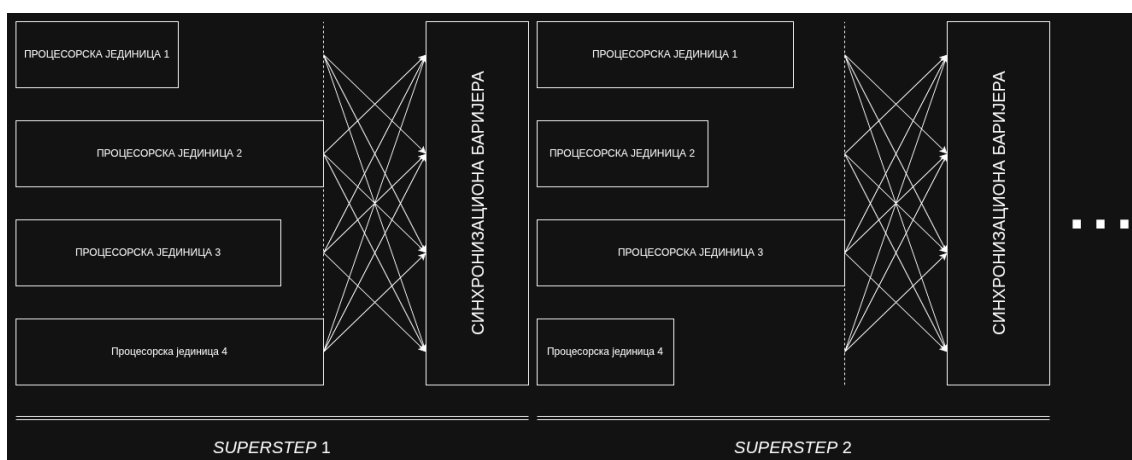 ПРОЦЕСОРСКА ЈЕДИНИЦА 1
ПРОЦЕСОРСКА ЈЕДИНИЦА 2
ПРОЦЕСОРСКА ЈЕДИНИЦА 3
Процесорска јединица 4
СИНХРОНИЗАЦИОНА БАРИЈЕРА
SUPERSTEP 1
ПРОЦЕСОРСКА ЈЕДИНИЦА 1
ПРОЦЕСОРСКА ЈЕДИНИЦА 2
ПРОЦЕСОРСКА ЈЕДИНИЦА 3
Процесорска јединица 4
СИНХРОНИЗАЦИОНА БАРИЈЕРА
SUPERSTEP 2
...